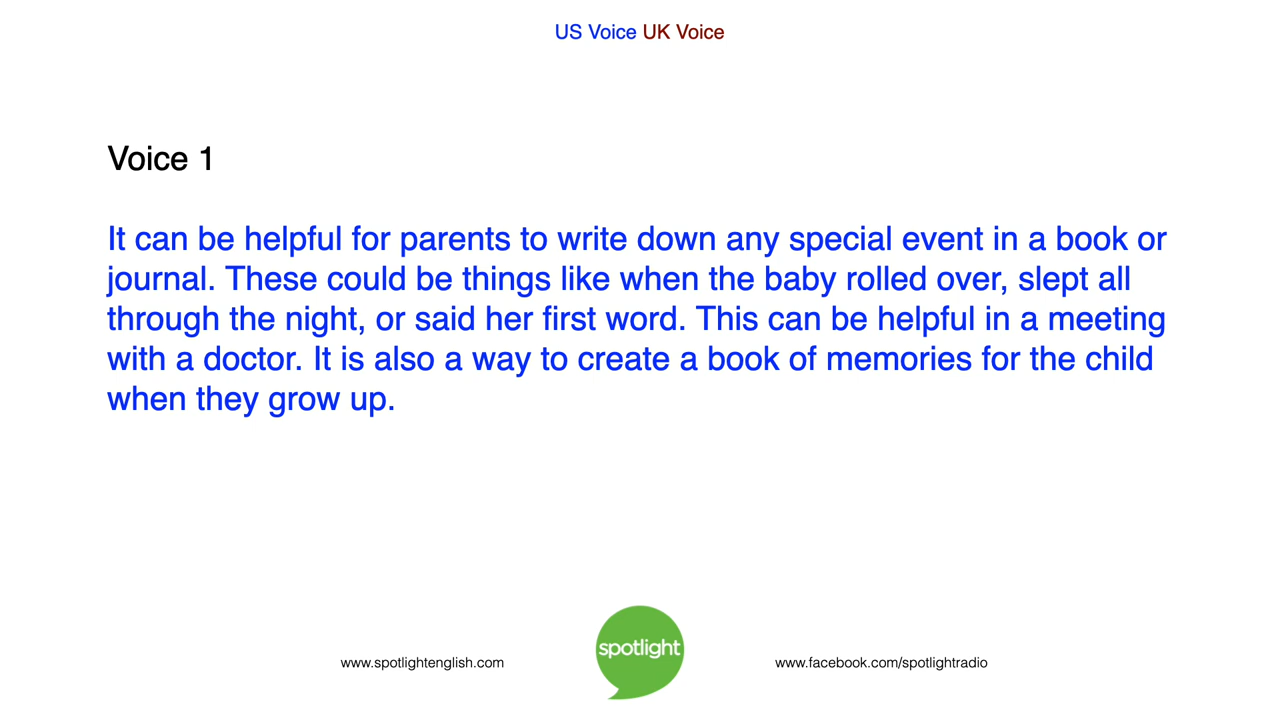 US Voice UK Voice
Voice 1
It can be helpful for parents to write down any special event in a book or
journal. These could be things like when the baby rolled over, slept all
through the night, or said her first word. This can be helpful in a meeting
with a doctor. It is also a way to create a book of memories for the child
when they grow up.
spotlight
www.spotlightenglish.com
www.facebook.com/spotlightradio